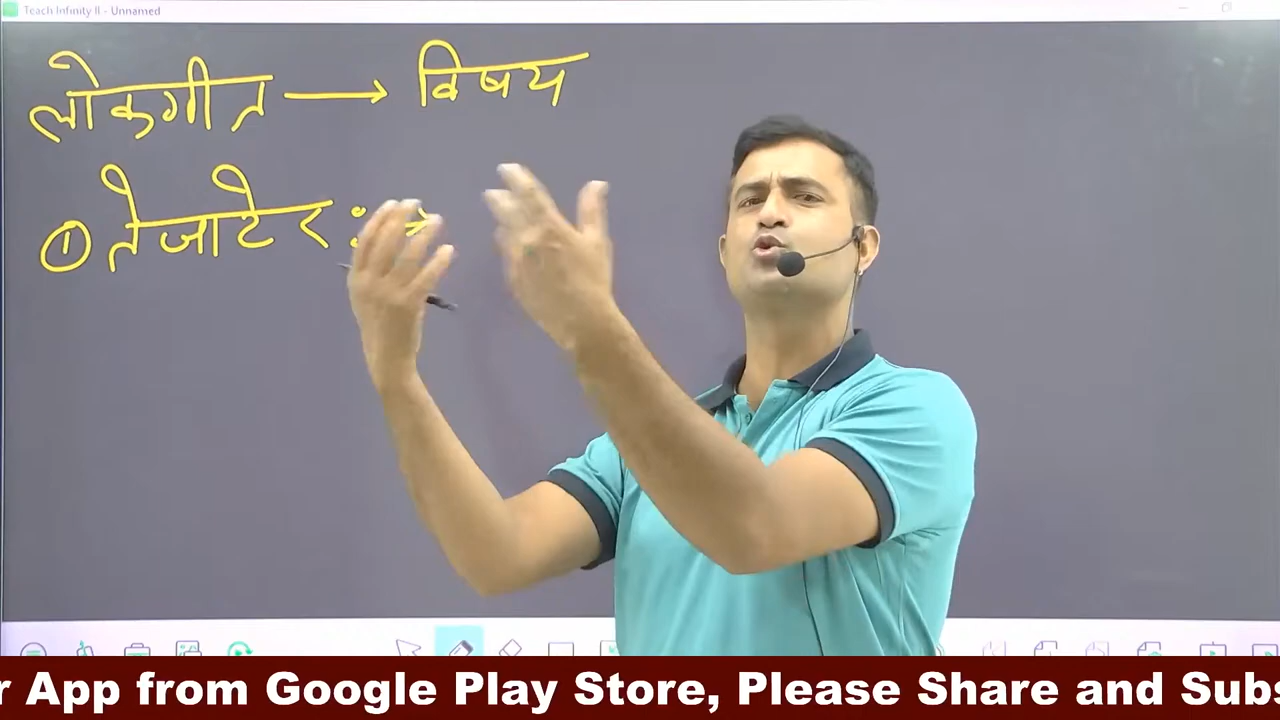 Teach Infinity II - Unnamed
लोकगीत → विषय
① तेजाटेर :→
r App from Google Play Store, Please Share and Subs